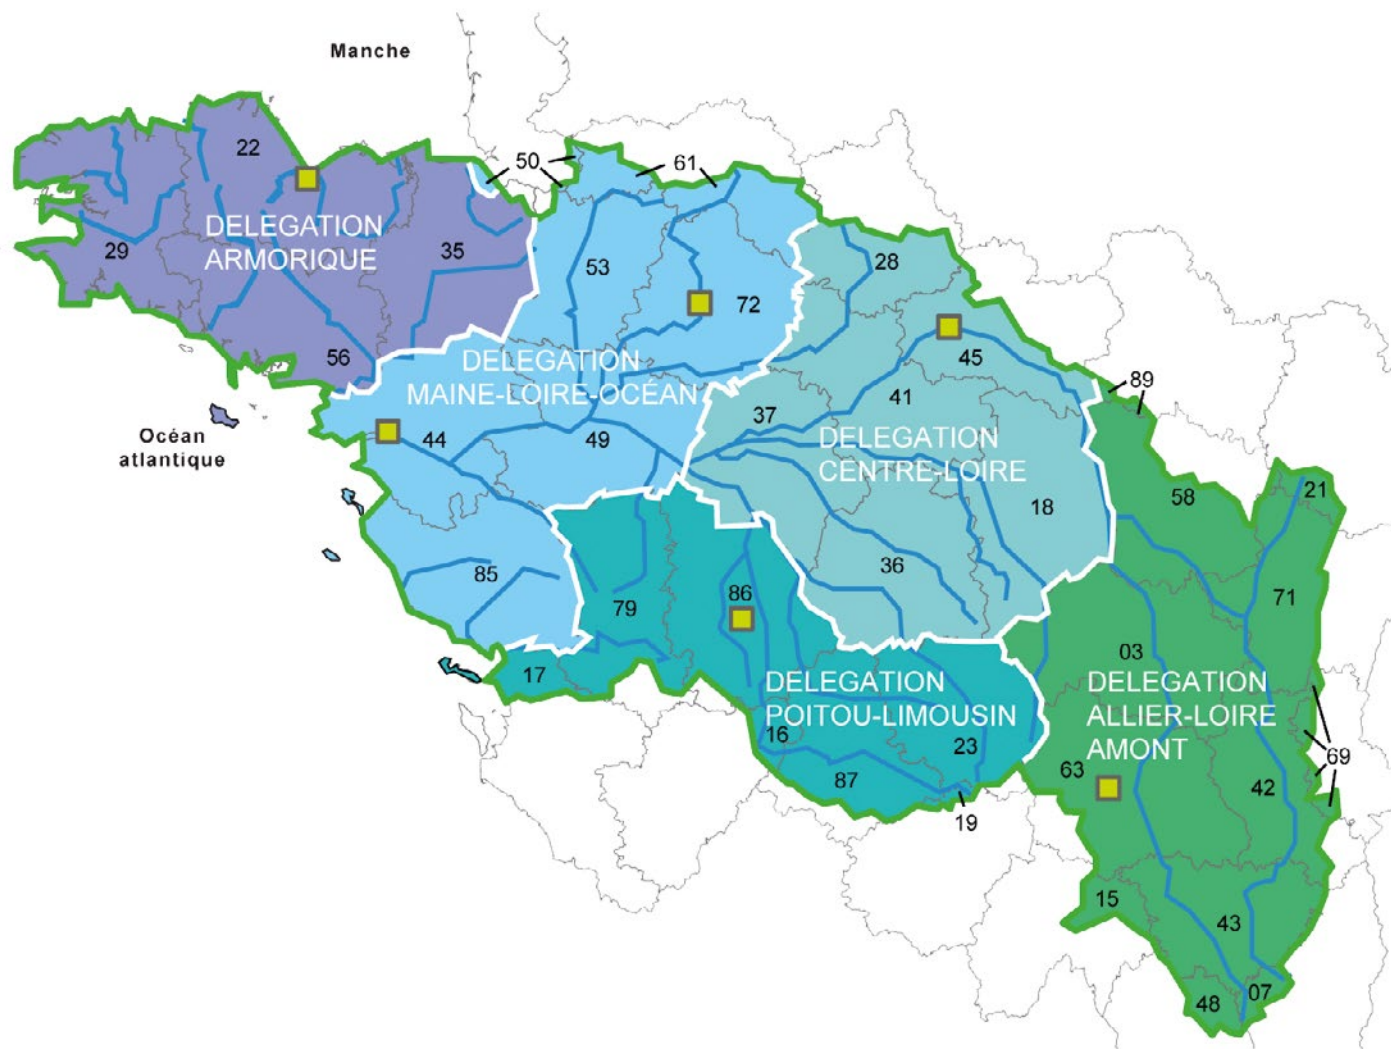 Manche
22
50
61
29
DELEGATION
ARMORIQUE
35
53
28
72
45
56
DELEGATION
MAINE-LOIRE-OCÉAN
89
41
37
Océan
atlantique
44
49
DELEGATION
CENTRE-LOIRE
58
21
18
36
85
86
79
71
03
17
DELEGATION
POITOU-LIMOUSIN
DELEGATION
ALLIER-LOIRE
AMONT
16
23
69
63
87
42
19
15
43
48
07